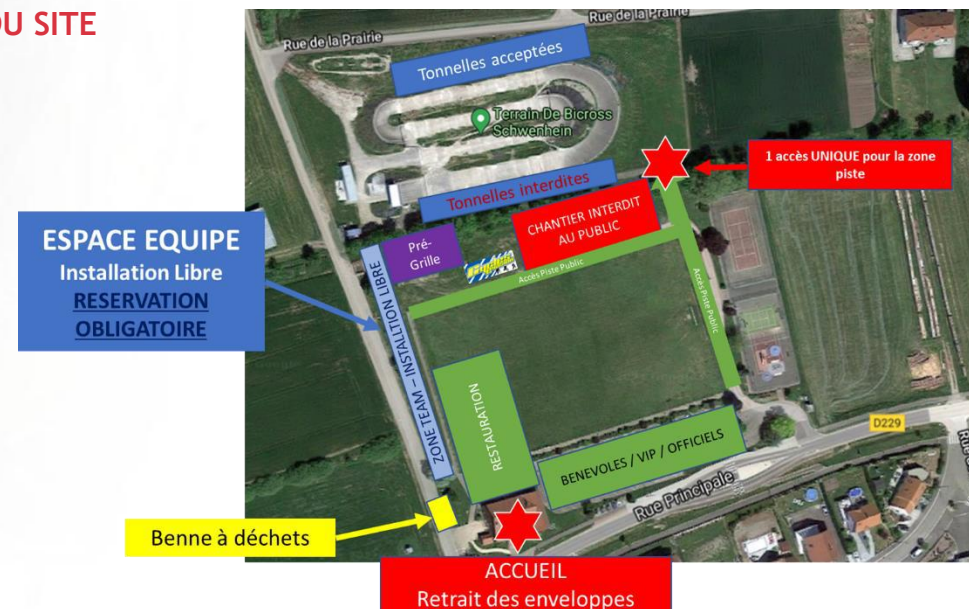 DU SITE
Rue de la Prairie
Rue de la Prairie
Tonnelles acceptées
Terrain De Bicross
Schwenhein
1 accès UNIQUE pour la zone
piste
Tonnelles interdites
CHANTIER INTERDIT
AU PUBLIC
ESPACE EQUIPE
Installation Libre
RESERVATION
OBLIGATOIRE
Pré-
Grille
Accès Piste Public
Accès Piste Public
ZONE TEAM – INSTALLTION LIBRE
RESTAURATION
D229
BENEVOLES / VIP / OFFICIELS
Rue Principale
Benne à déchets
ACCUEIL
Retrait des enveloppes